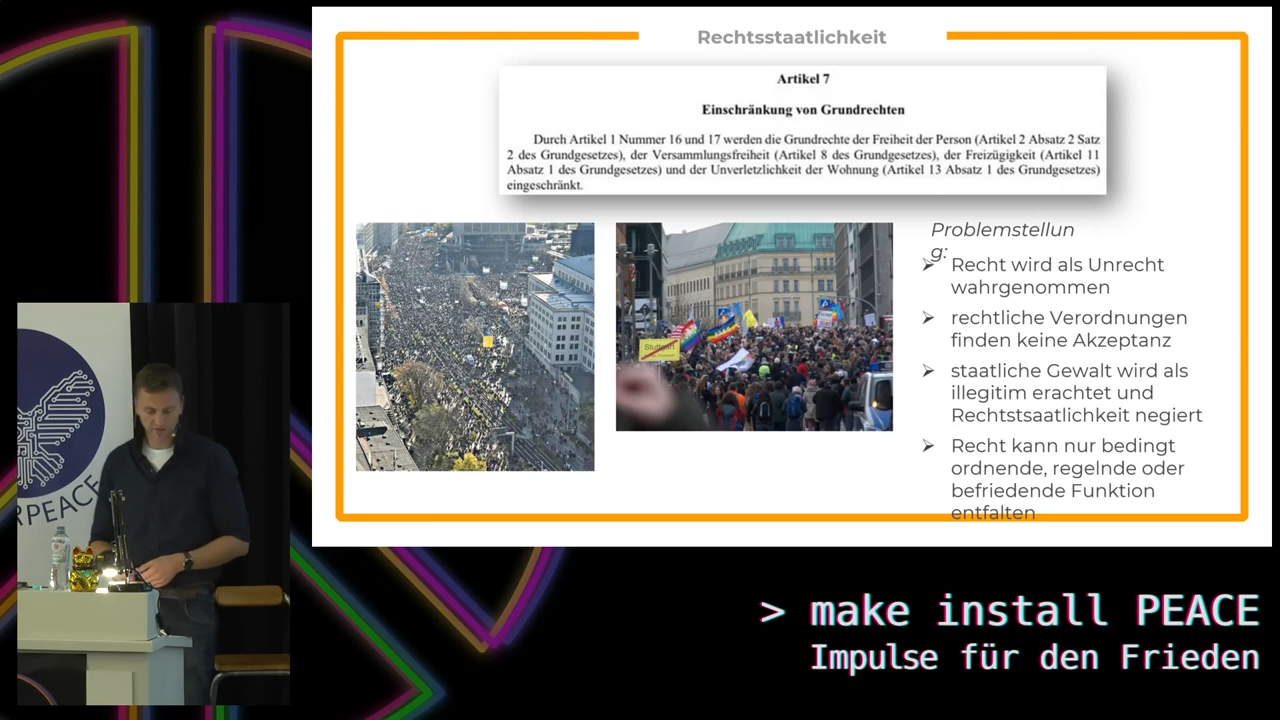 Rechtsstaatlichkeit
Artikel 7
Einschränkung von Grundrechten
Durch Artikel 1 Nummer 16 und 17 werden die Grundrechte der Freiheit der Person (Artikel 2 Absatz 2 Satz
2 des Grundgesetzes), der Versammlungsfreiheit (Artikel 8 des Grundgesetzes), der Freizügigkeit (Artikel 11
Absatz 1 des Grundgesetzes) und der Unverletzlichkeit der Wohnung (Artikel 13 Absatz 1 des Grundgesetzes)
eingeschränkt.
Stuttgart
Problemstellun
g:
➤ Recht wird als Unrecht
wahrgenommen
➤ rechtliche Verordnungen
finden keine Akzeptanz
➤ staatliche Gewalt wird als
illegitim erachtet und
Rechtstsaatlichkeit negiert
➤ Recht kann nur bedingt
ordnende, regelnde oder
befriedende Funktion
entfalten
RPEACE
> make install PEACE
Impulse für den Frieden